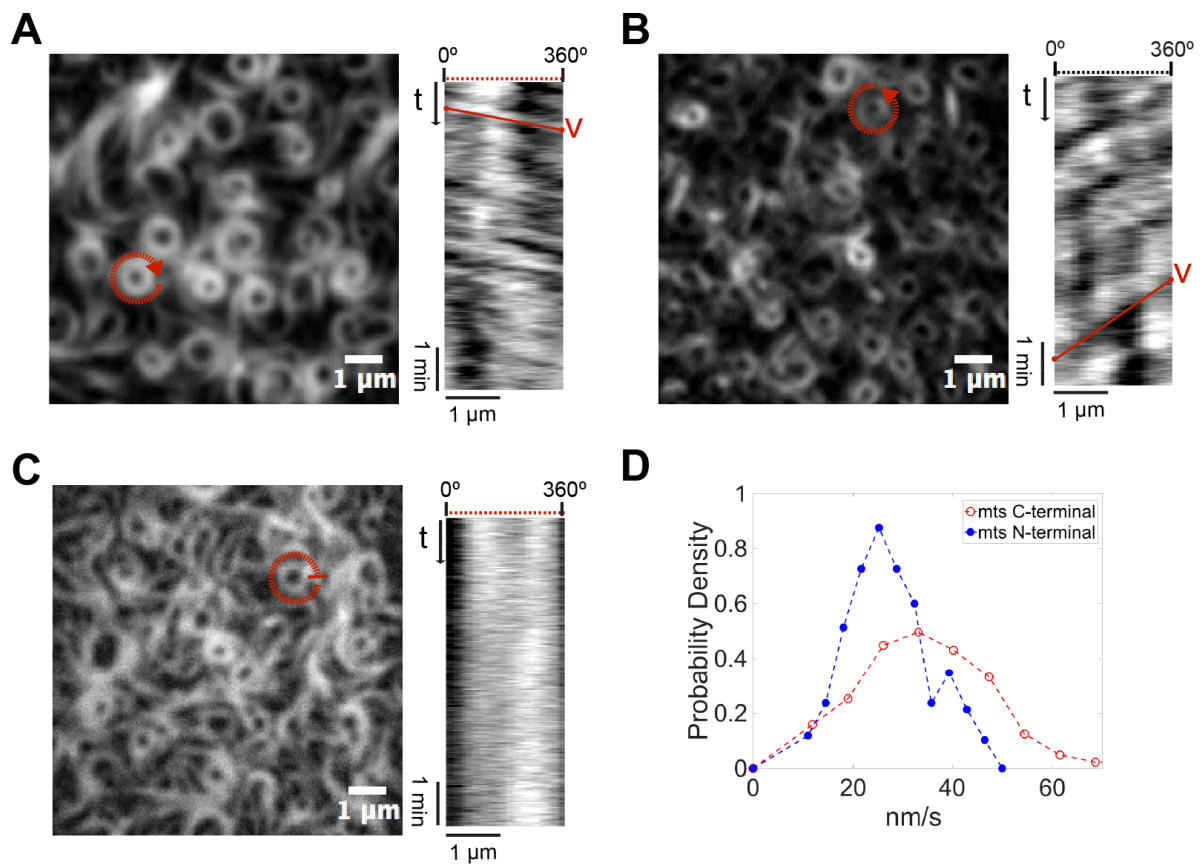 A
0º
360º
t
V
1 min
1 µm
1 µm
B
0º
360º
t
V
1 min
1 µm
1 µm
C
0º
360º
t
1 min
1 µm
1 µm
D
1
0.8
0.6
0.4
0.2
0
Probability Density
mts C-terminal
mts N-terminal
0
20
40
60
nm/s